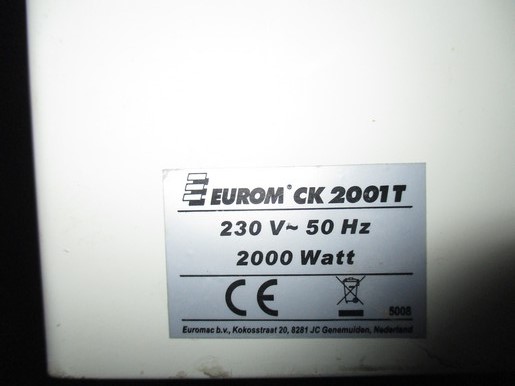 EUROM® CK 2001T
230 V~ 50 Hz
2000 Watt
CE
5008
Euromac b.v., Kokosstraat 20, 8281 JC Genemuiden, Nederland